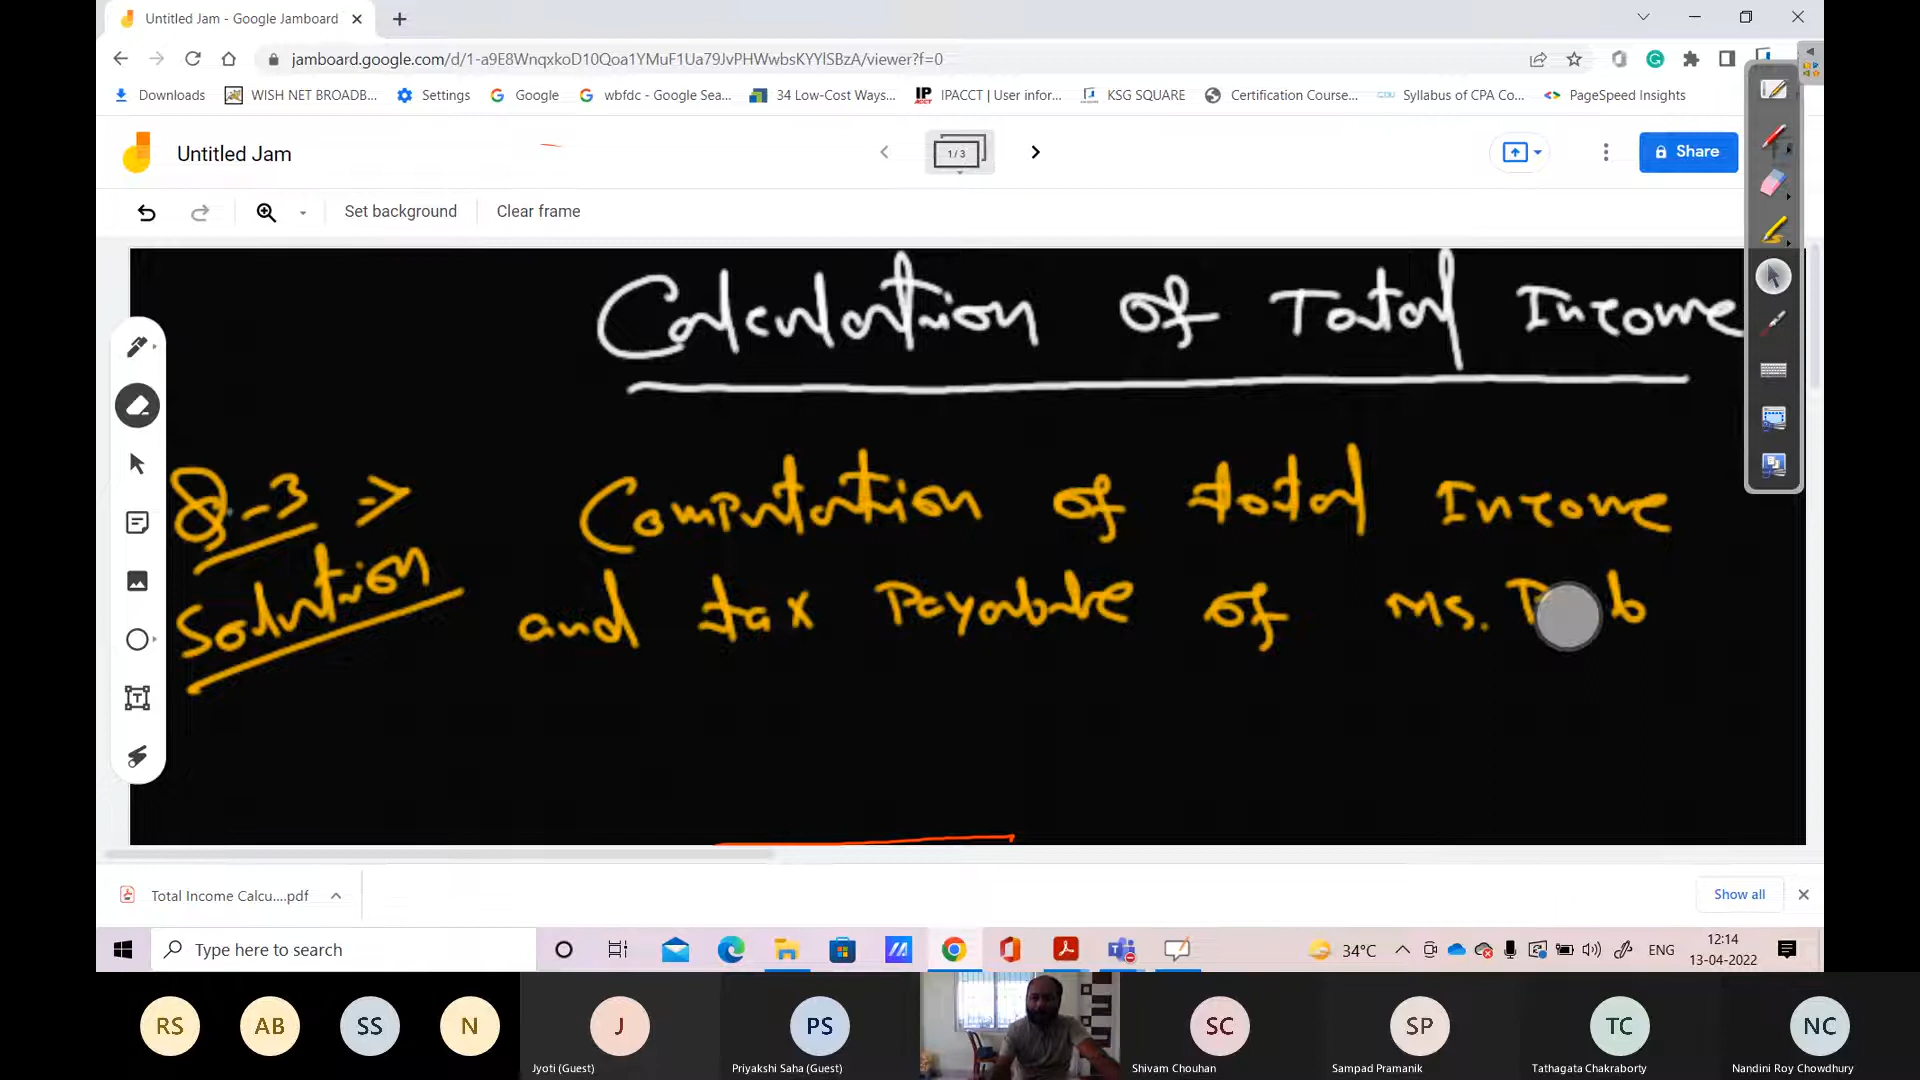 Untitled Jam - Google Jamboard
jamboard.google.com/d/1-a9E8WnqxkoD10Qoa1YMuF1Ua79JvPHWwbsKYYlSBzA/viewer?f=0
Downloads WISH NET BROADB... Settings Google wbfdc - Google Sea... 34 Low-Cost Ways... IP IPACCT | User infor... KSG SQUARE Certification Course... Syllabus of CPA Co... PageSpeed Insights
Untitled Jam 1 / 3 Share
Set background Clear frame
Calculation of Total Income
Q-3 => Computation of total Income
Solution and tax Payable of Ms.
Total Income Calcu....pdf Show all
Type here to search 34°C ENG 12:14
13-04-2022
RS AB SS N J PS SC SP TC NC
Jyoti (Guest) Priyakshi Saha (Guest) Shivam Chouhan Sampad Pramanik Tathagata Chakraborty Nandini Roy Chowdhury